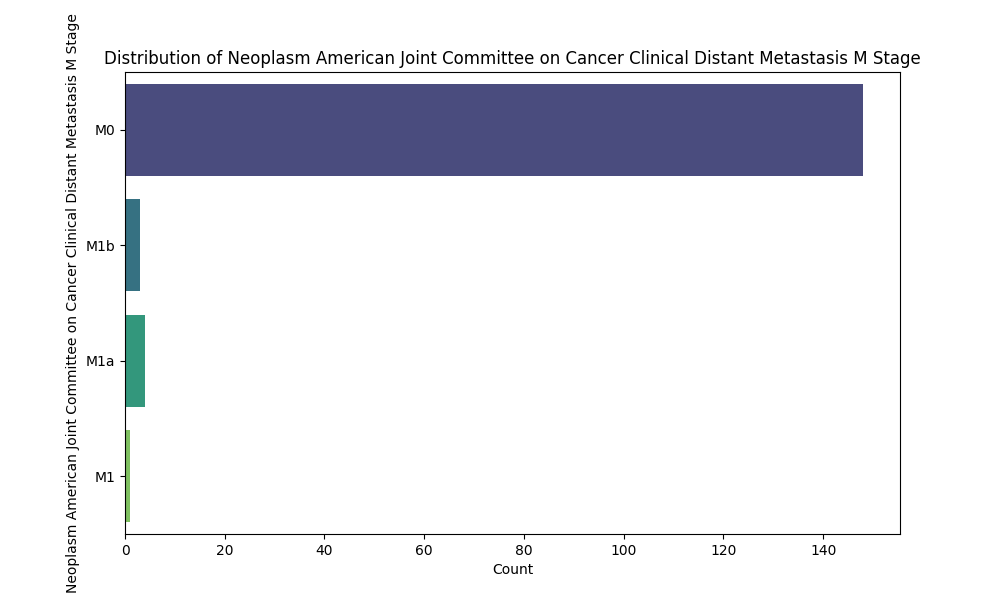 Distribution of Neoplasm American Joint Committee on Cancer Clinical Distant Metastasis M Stage
Neoplasm American Joint Committee on Cancer Clinical Distant Metastasis M Stage
M0
M1b
M1a
M1
0 20 40 60 80 100 120 140
Count